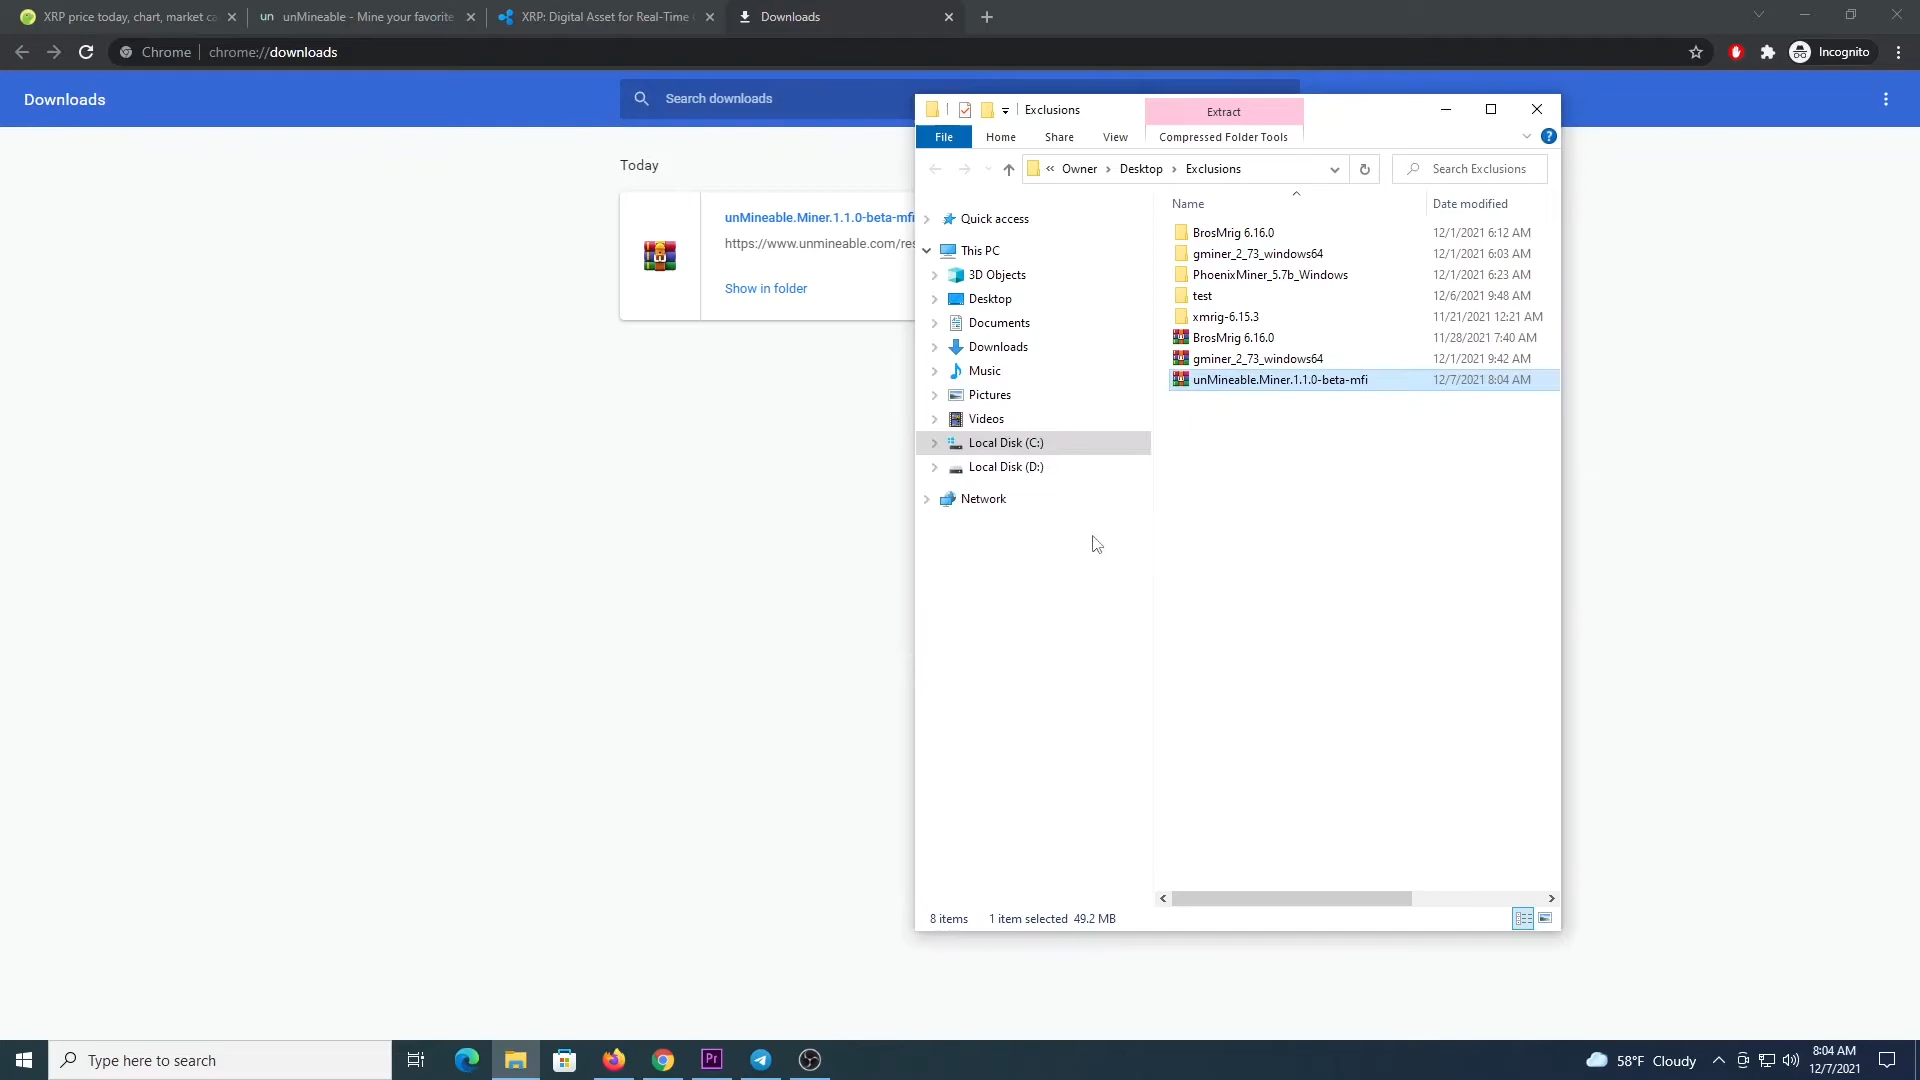 XRP price today, chart, market ca
unMineable - Mine your favorite
XRP: Digital Asset for Real-Time
Downloads
Chrome
chrome://downloads
Incognito
Downloads
Search downloads
Today
unMineable.Miner.1.1.0-beta-mfi
https://www.unmineable.com/res
Show in folder
Exclusions
Extract
File
Home
Share
View
Compressed Folder Tools
« Owner › Desktop › Exclusions
Search Exclusions
Quick access
This PC
3D Objects
Desktop
Documents
Downloads
Music
Pictures
Videos
Local Disk (C:)
Local Disk (D:)
Network
Name
Date modified
BrosMrig 6.16.0 12/1/2021 6:12 AM
gminer_2_73_windows64 12/1/2021 6:03 AM
PhoenixMiner_5.7b_Windows 12/1/2021 6:23 AM
test 12/6/2021 9:48 AM
xmrig-6.15.3 11/21/2021 12:21 AM
BrosMrig 6.16.0 11/28/2021 7:40 AM
gminer_2_73_windows64 12/1/2021 9:42 AM
unMineable.Miner.1.1.0-beta-mfi 12/7/2021 8:04 AM
8 items
1 item selected 49.2 MB
Type here to search
Pr
58°F Cloudy
8:04 AM
12/7/2021